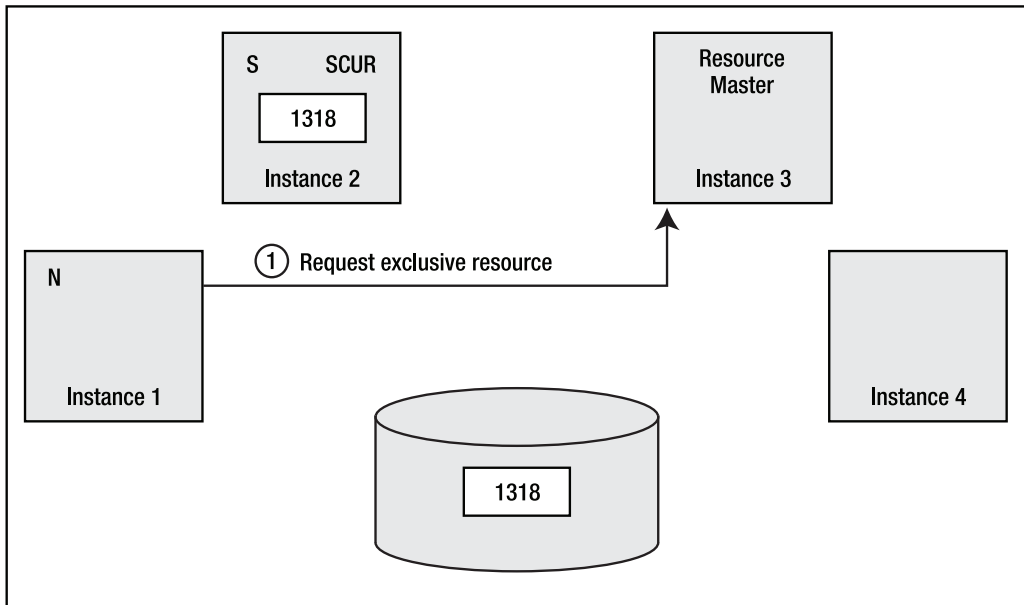 S SCUR
1318
Instance 2
Resource
Master
Instance 3
1 Request exclusive resource
N
Instance 1
Instance 4
1318